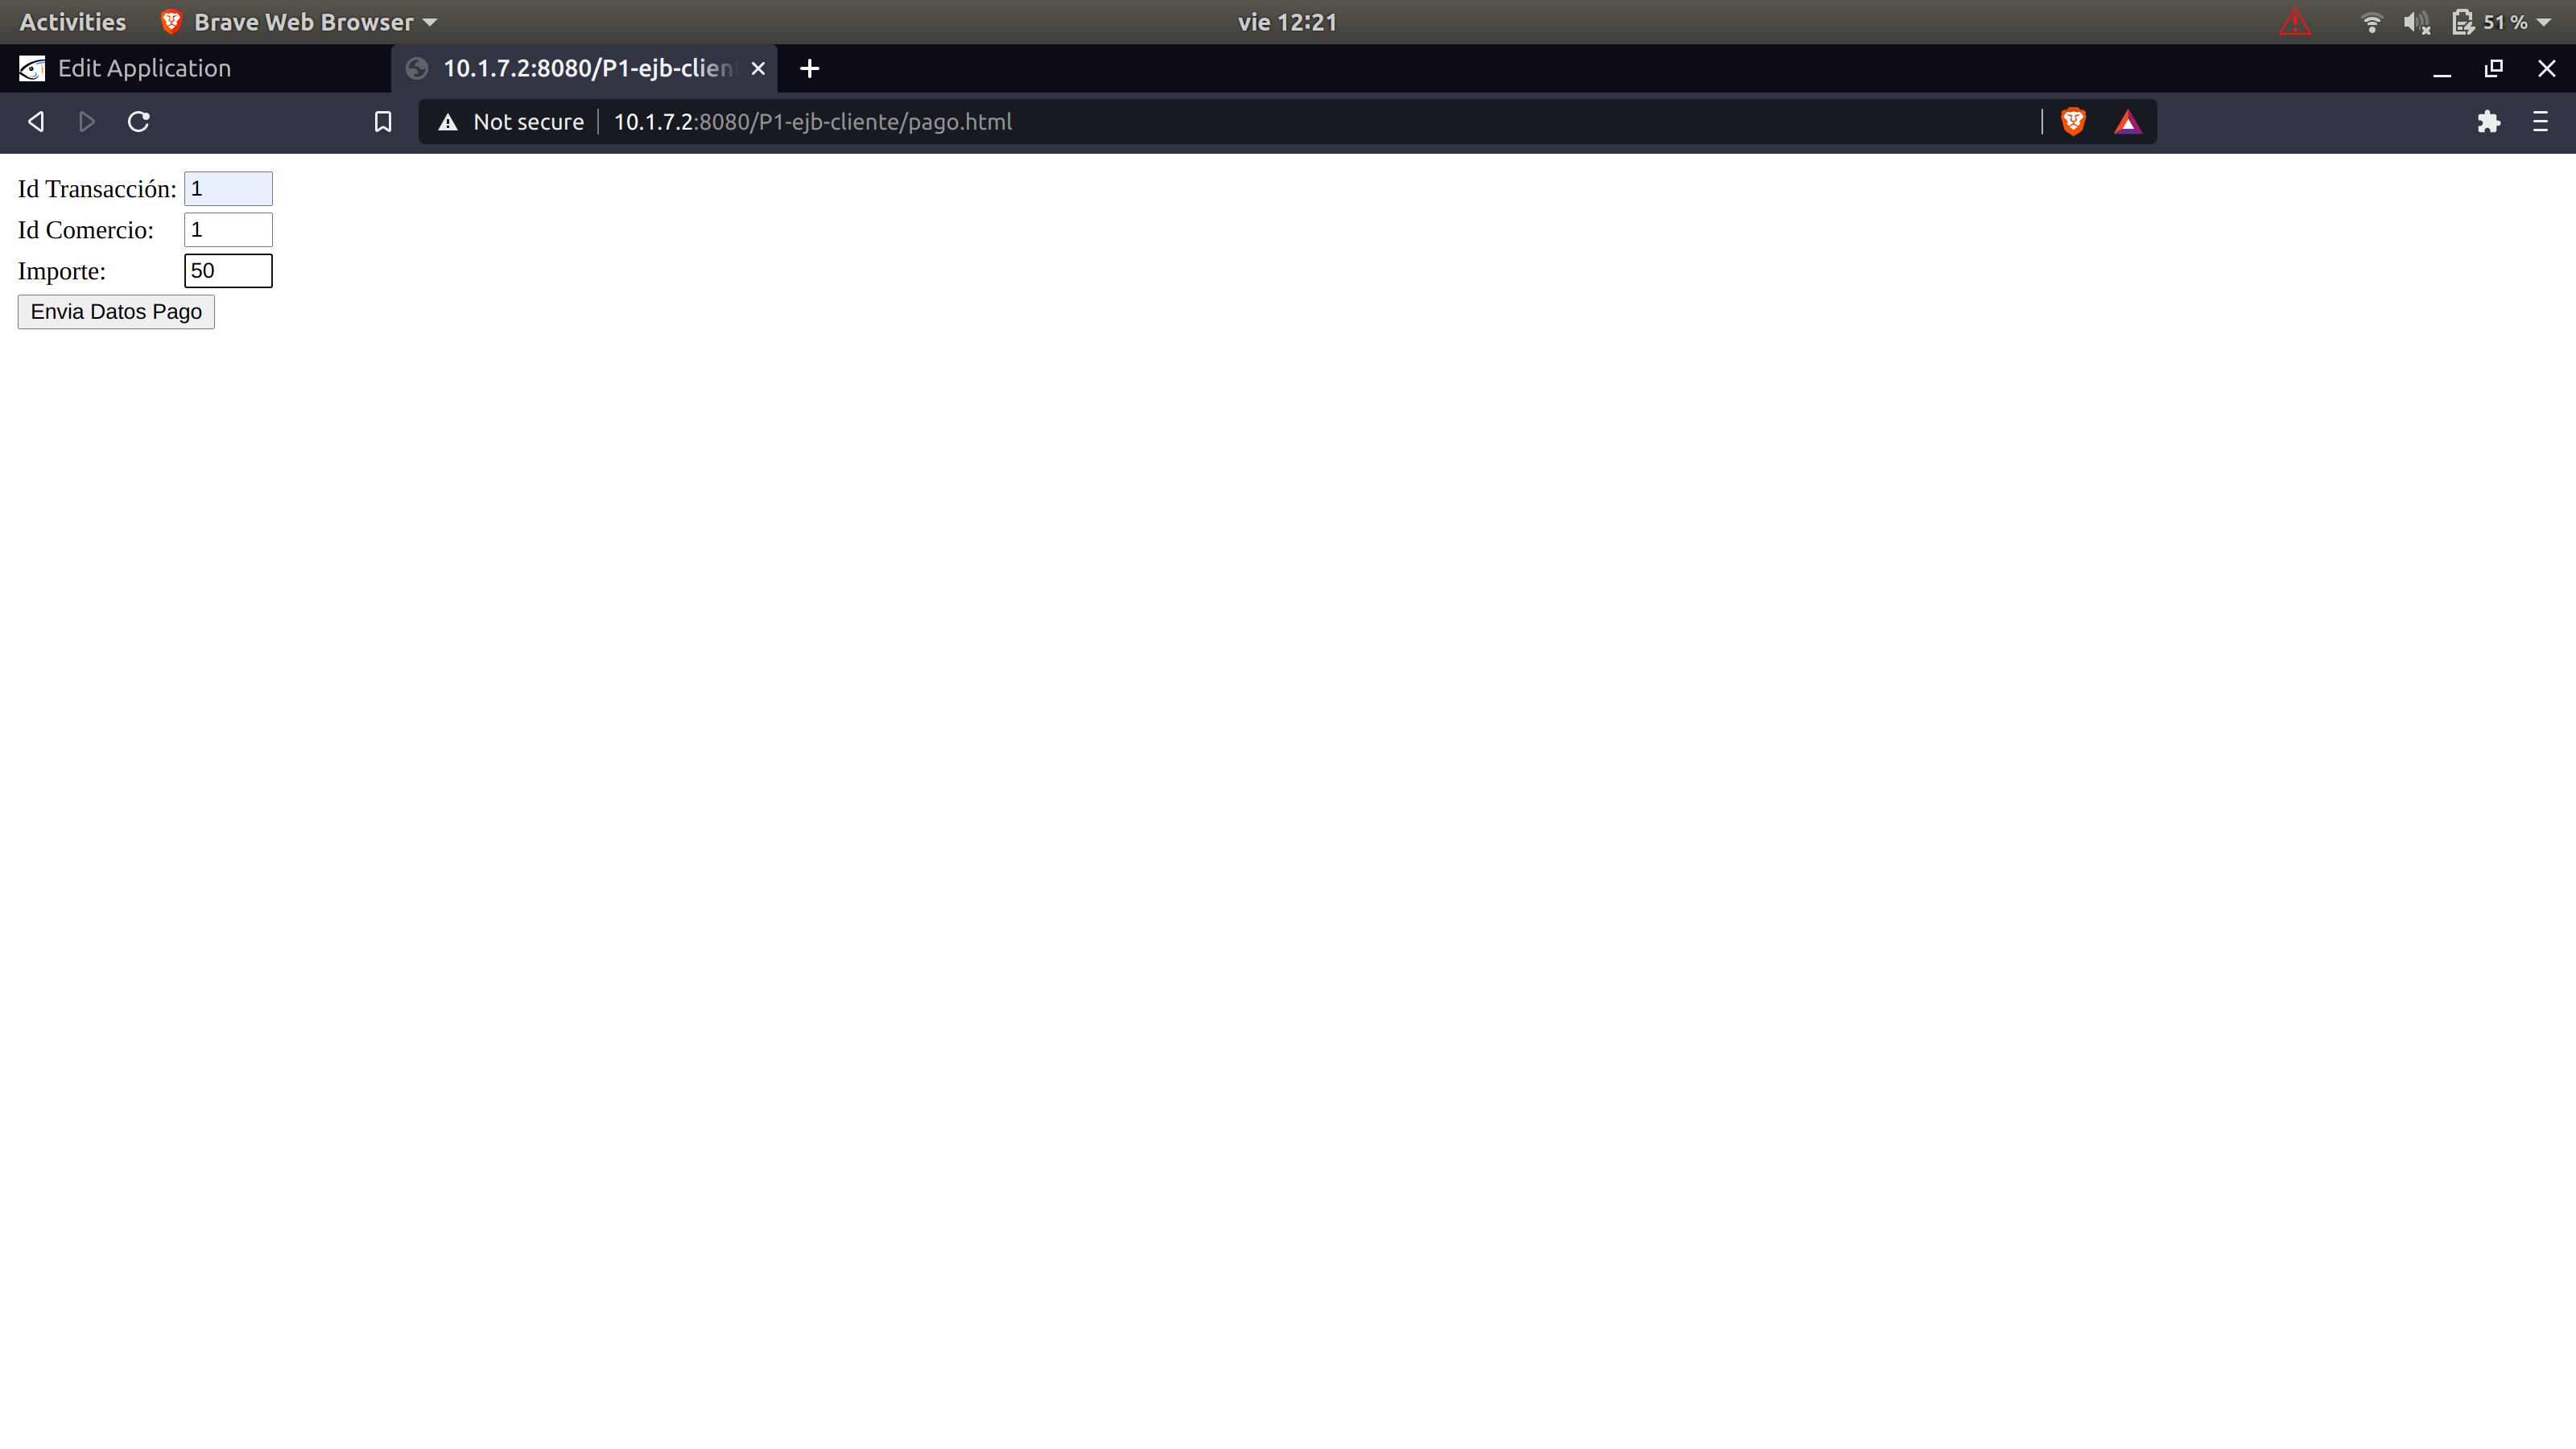 Activities Brave Web Browser vie 12:21 51 %
Edit Application 10.1.7.2:8080/P1-ejb-clien
Not secure 10.1.7.2:8080/P1-ejb-cliente/pago.html
Id Transacción: 1
Id Comercio: 1
Importe: 50
Envia Datos Pago